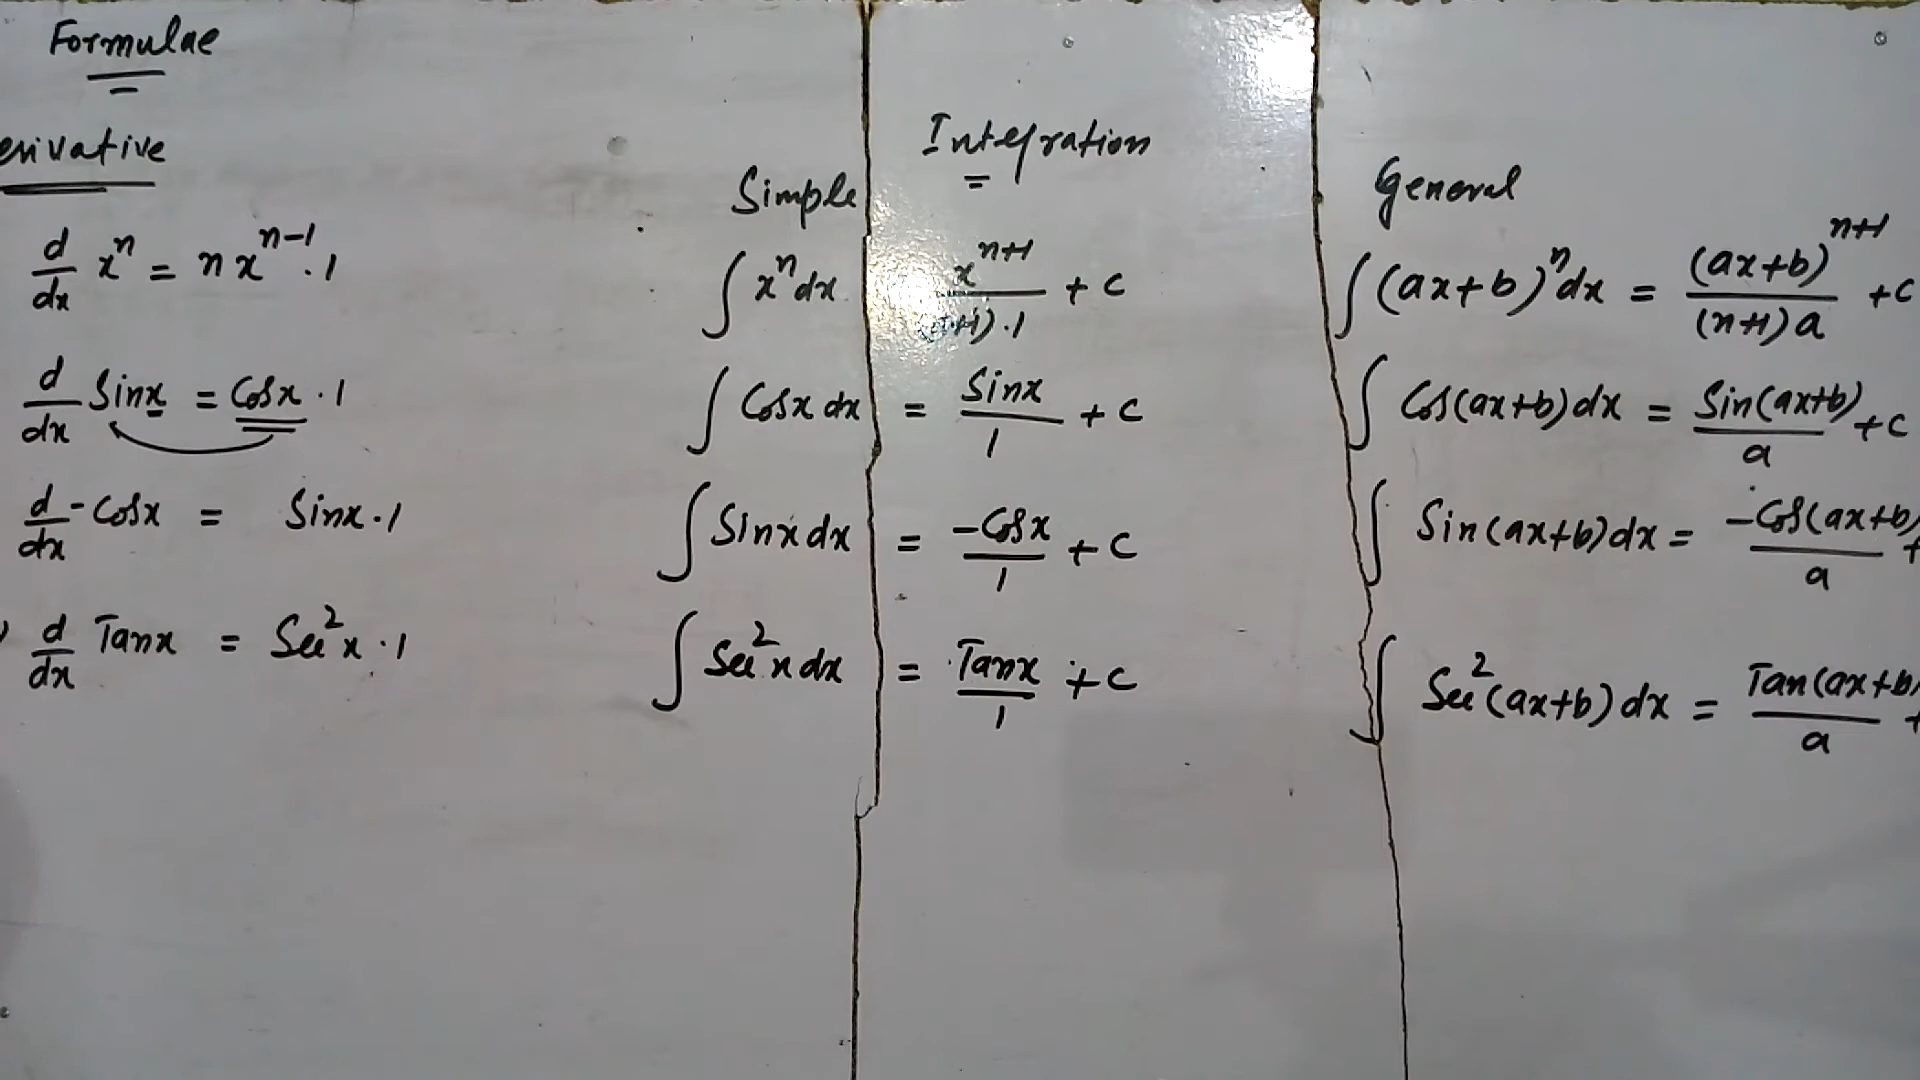 Formulae
erivative
Integration
Simple
General
d/dx x^n = n x^(n-1) . 1
∫ x^n dx x^(n+1)/(n+1).1 + c
∫ (ax+b)^n dx = (ax+b)^(n+1)/(n+1)a + c
d/dx Sinx = Cosx . 1
∫ Cosx dx = Sinx/1 + c
∫ Cos(ax+b)dx = Sin(ax+b)/a + c
d/dx -Cosx = Sinx . 1
∫ Sinx dx = -Cosx/1 + c
∫ Sin(ax+b)dx = -Cos(ax+b)/a +
d/dx Tanx = Sec²x . 1
∫ Sec²x dx = Tanx/1 + c
∫ Sec²(ax+b) dx = Tan(ax+b)/a +